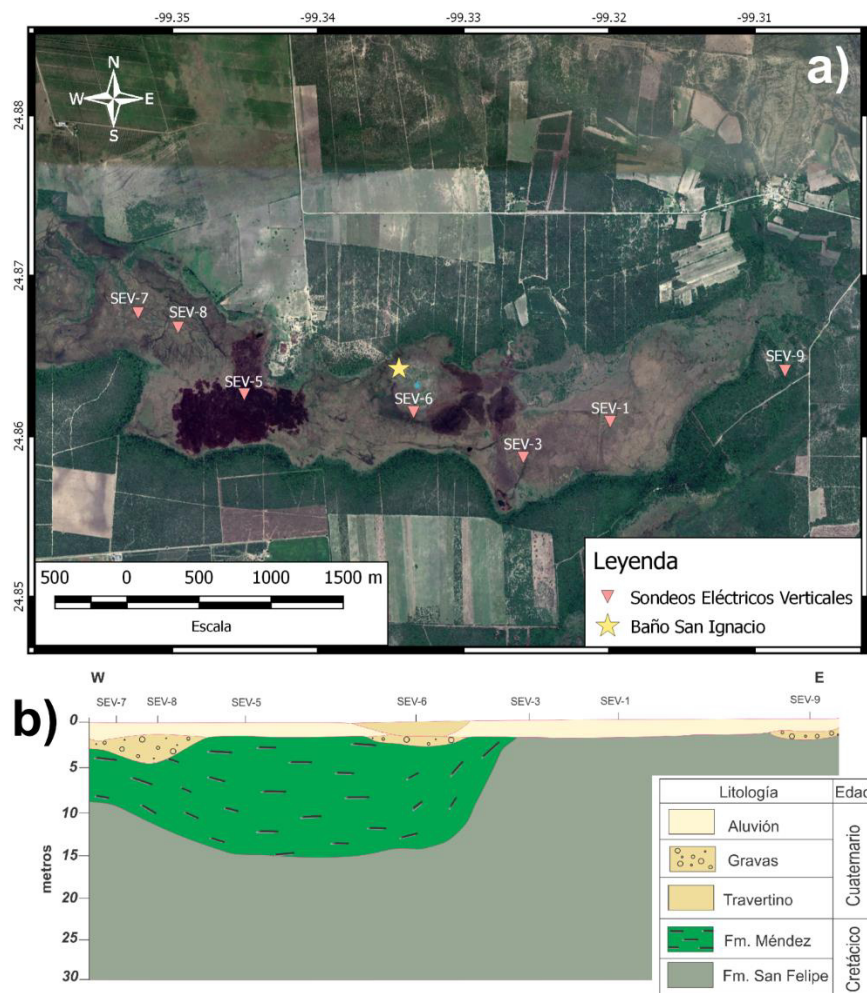 -99.35 -99.34 -99.33 -99.32 -99.31
a)
N
W E
S
24.88
24.87
24.86
24.85
SEV-7
SEV-8
SEV-9
SEV-5
SEV-6
SEV-1
SEV-3
500 0 500 1000 1500 m
Escala
Leyenda
Sondeos Eléctricos Verticales
Baño San Ignacio
b)
W E
SEV-7 SEV-8 SEV-5 SEV-6 SEV-3 SEV-1 SEV-9
0
5
10
15
20
25
30
metros
Litología Edad
Aluvión
Gravas
Travertino
Cuaternario
Fm. Méndez
Fm. San Felipe
Cretácico